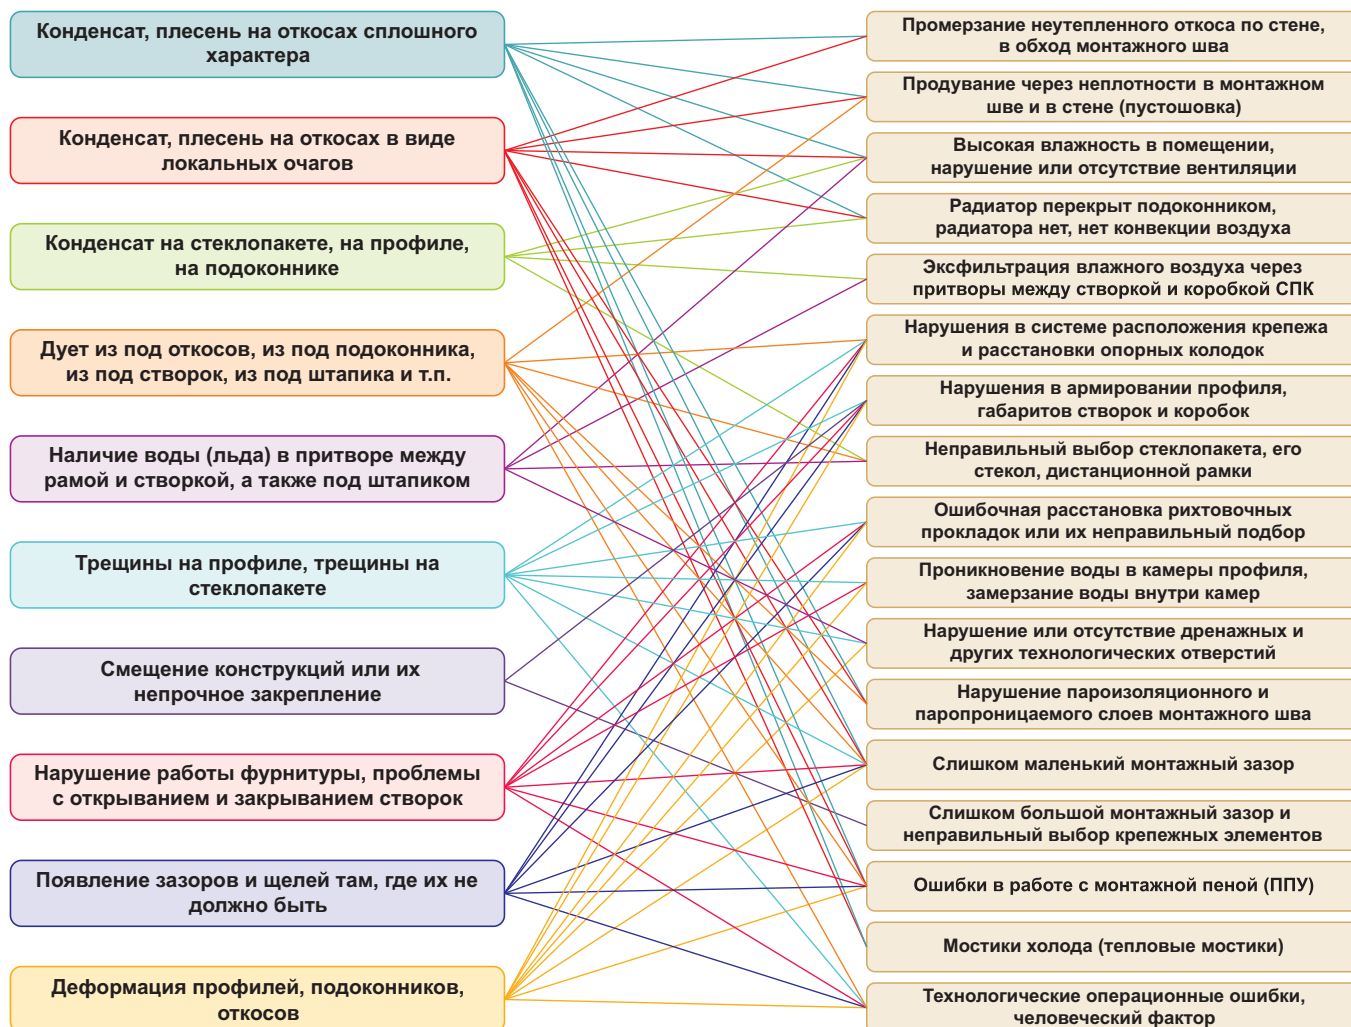 Конденсат, плесень на откосах сплошного
характера
Конденсат, плесень на откосах в виде
локальных очагов
Конденсат на стеклопакете, на профиле,
на подоконнике
Дует из под откосов, из под подоконника,
из под створок, из под штапика и т.п.
Наличие воды (льда) в притворе между
рамой и створкой, а также под штапиком
Трещины на профиле, трещины на
стеклопакете
Смещение конструкций или их
непрочное закрепление
Нарушение работы фурнитуры, проблемы
с открыванием и закрыванием створок
Появление зазоров и щелей там, где их не
должно быть
Деформация профилей, подоконников,
откосов
Промерзание неутепленного откоса по стене,
в обход монтажного шва
Продувание через неплотности в монтажном
шве и в стене (пустошовка)
Высокая влажность в помещении,
нарушение или отсутствие вентиляции
Радиатор перекрыт подоконником,
радиатора нет, нет конвекции воздуха
Эксфильтрация влажного воздуха через
притворы между створкой и коробкой СПК
Нарушения в системе расположения крепежа
и расстановки опорных колодок
Нарушения в армировании профиля,
габаритов створок и коробок
Неправильный выбор стеклопакета, его
стекол, дистанционной рамки
Ошибочная расстановка рихтовочных
прокладок или их неправильный подбор
Проникновение воды в камеры профиля,
замерзание воды внутри камер
Нарушение или отсутствие дренажных и
других технологических отверстий
Нарушение пароизоляционного и
паропроницаемого слоев монтажного шва
Слишком маленький монтажный зазор
Слишком большой монтажный зазор и
неправильный выбор крепежных элементов
Ошибки в работе с монтажной пеной (ППУ)
Мостики холода (тепловые мостики)
Технологические операционные ошибки,
человеческий фактор